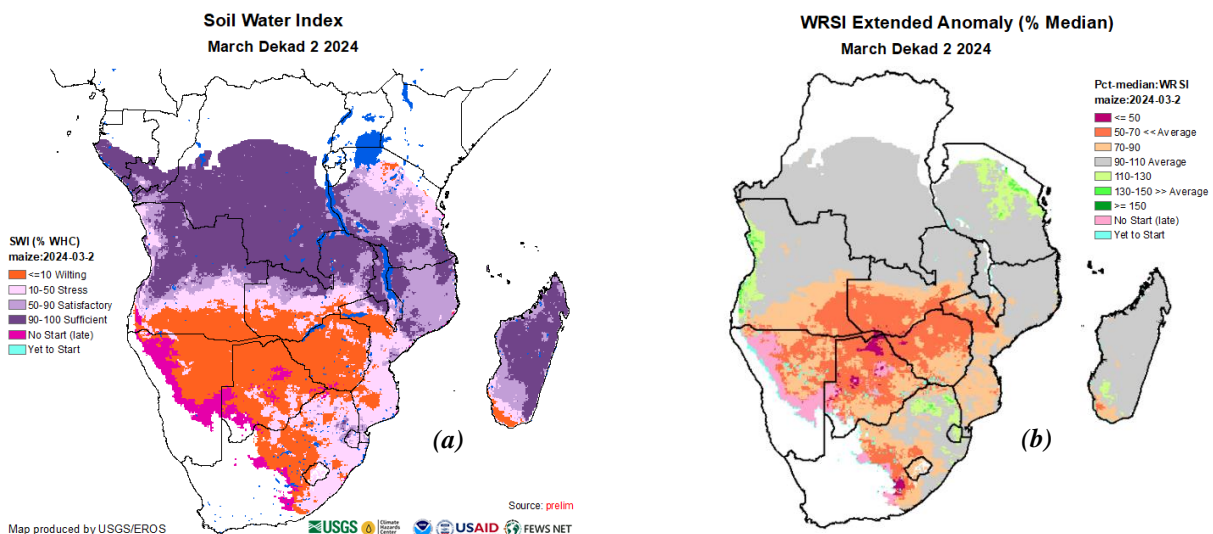 Soil Water Index
March Dekad 2 2024
SWI (% WHC)
maize:2024-03-2
<=10 Wilting
10-50 Stress
50-90 Satisfactory
90-100 Sufficient
No Start (late)
Yet to Start
(a)
Source: prelim
Map produced by USGS/EROS
USGS
Climate
Hazards
Center
USAID
FEWS NET
WRSI Extended Anomaly (% Median)
March Dekad 2 2024
Pct-median:WRSI
maize:2024-03-2
<= 50
50-70 << Average
70-90
90-110 Average
110-130
130-150 >> Average
>= 150
No Start (late)
Yet to Start
(b)